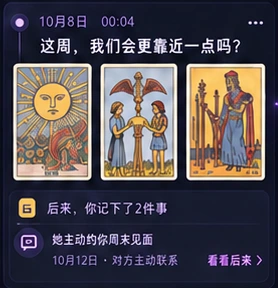 10月8日 00:04
这周，我们会更靠近一点吗？
后来，你记下了2件事
她主动约你周末见面
10月12日·对方主动联系
看看后来